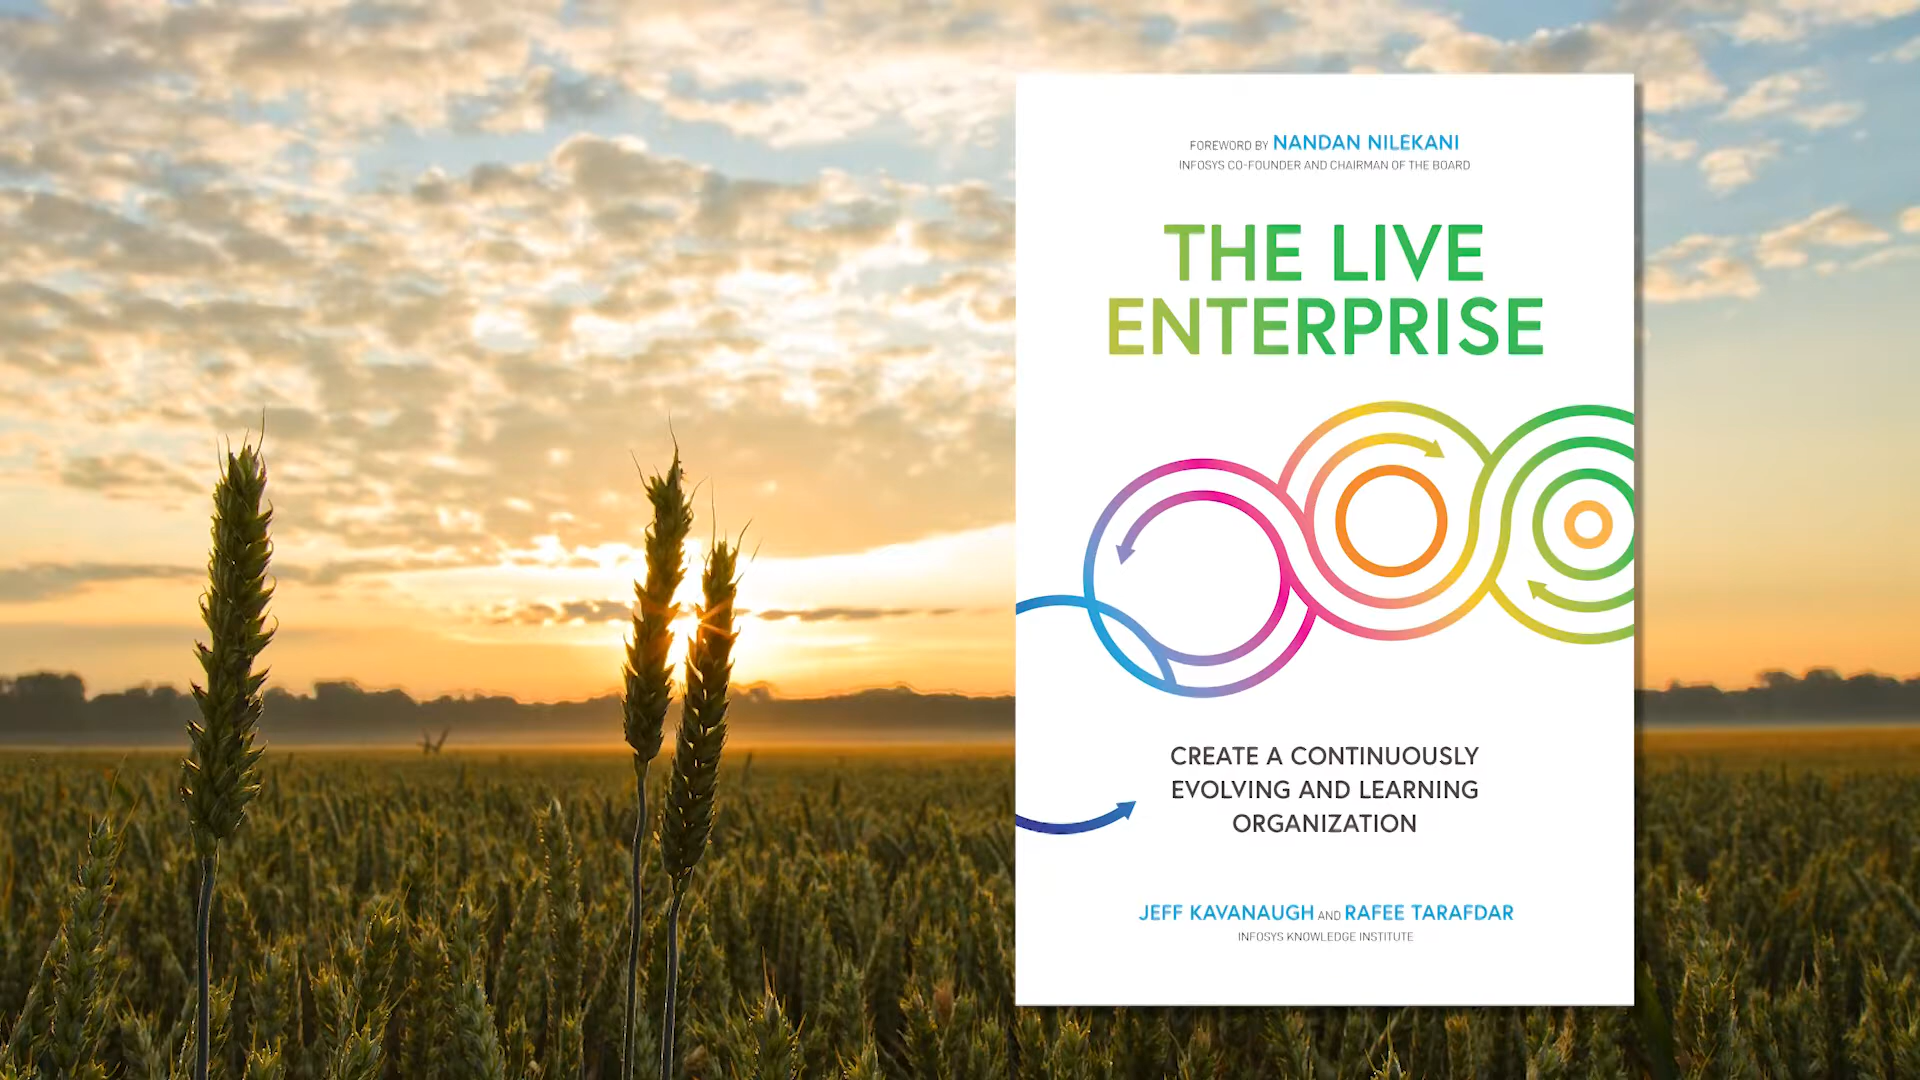 FOREWORD BY NANDAN NILEKANI
INFOSYS CO-FOUNDER AND CHAIRMAN OF THE BOARD
THE LIVE
ENTERPRISE
CREATE A CONTINUOUSLY
EVOLVING AND LEARNING
ORGANIZATION
JEFF KAVANAUGH AND RAFEE TARAFDAR
INFOSYS KNOWLEDGE INSTITUTE